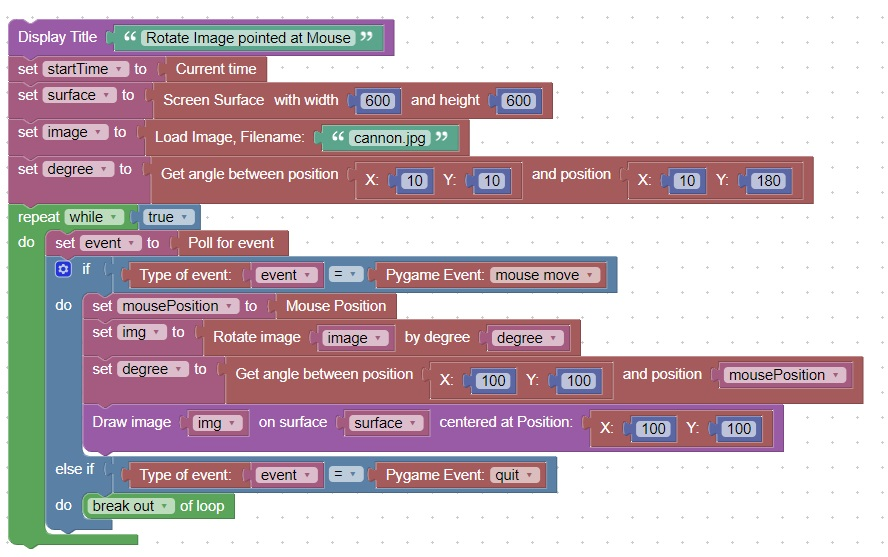 Display Title “ Rotate Image pointed at Mouse ”
set startTime to Current time
set surface to Screen Surface with width 600 and height 600
set image to Load Image, Filename: “ cannon.jpg ”
set degree to Get angle between position X: 10 Y: 10 and position X: 10 Y: 180
repeat while true
do set event to Poll for event
if Type of event: event = Pygame Event: mouse move
do set mousePosition to Mouse Position
set img to Rotate image image by degree degree
set degree to Get angle between position X: 100 Y: 100 and position mousePosition
Draw image img on surface surface centered at Position: X: 100 Y: 100
else if Type of event: event = Pygame Event: quit
do break out of loop